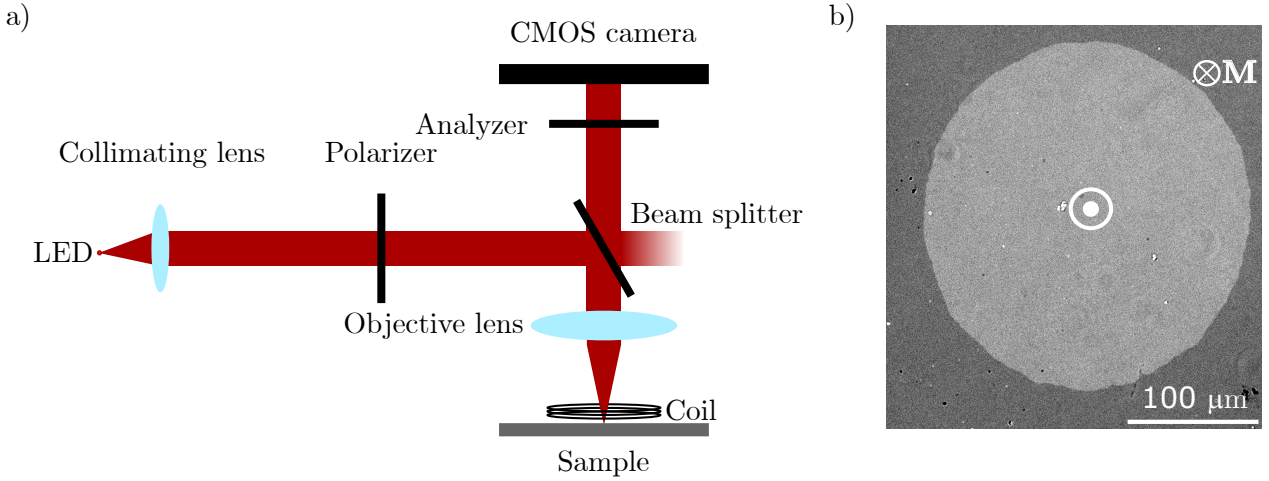 a)
CMOS camera
Analyzer
Collimating lens
Polarizer
Beam splitter
LED
Objective lens
Coil
Sample
b)
⊗M
100 μm